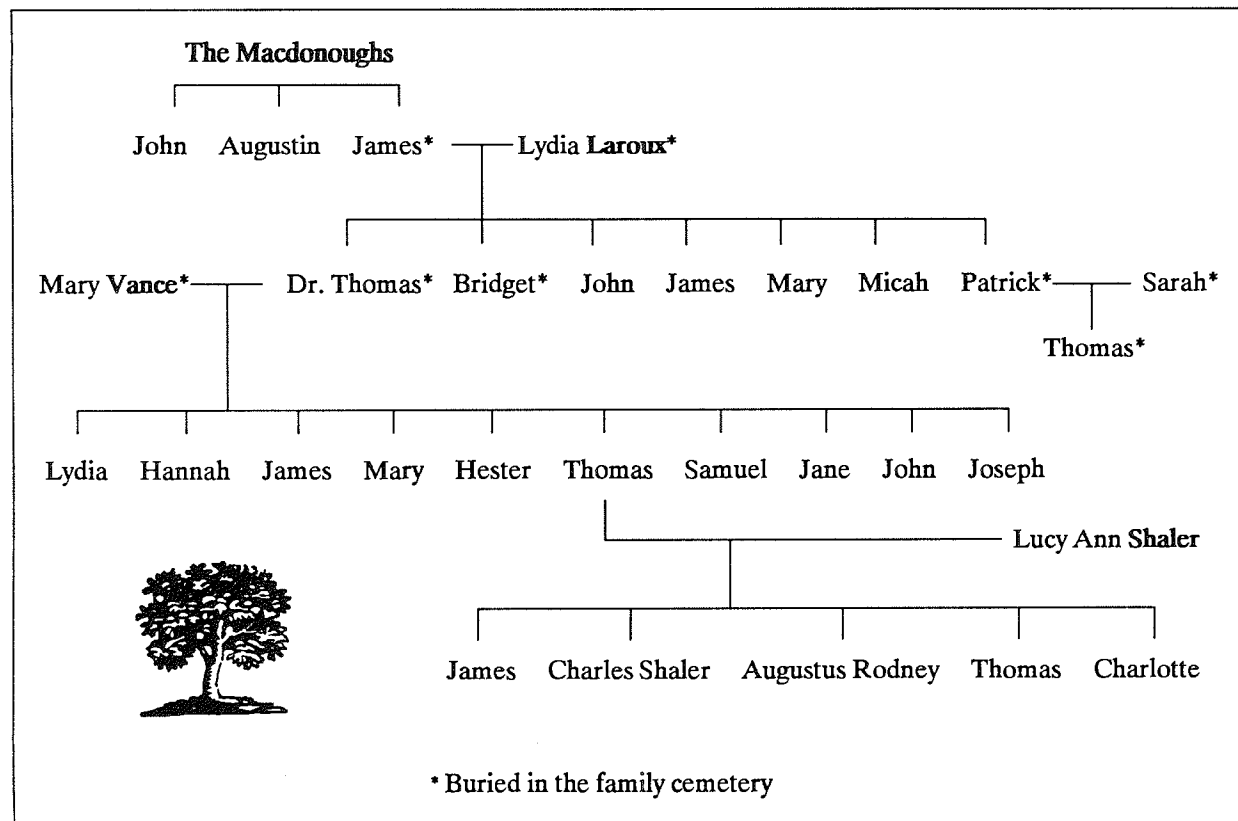 The Macdonoughs
John Augustin James* Lydia Laroux*
Mary Vance* Dr. Thomas* Bridget* John James Mary Micah Patrick* Sarah*
Thomas*
Lydia Hannah James Mary Hester Thomas Samuel Jane John Joseph
Lucy Ann Shaler
James Charles Shaler Augustus Rodney Thomas Charlotte
* Buried in the family cemetery